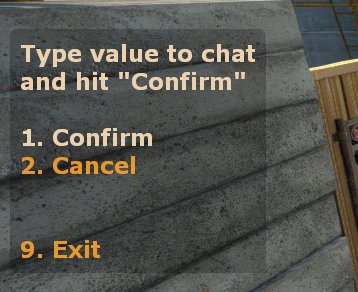 Type value to chat
and hit "Confirm"
1. Confirm
2. Cancel
9. Exit